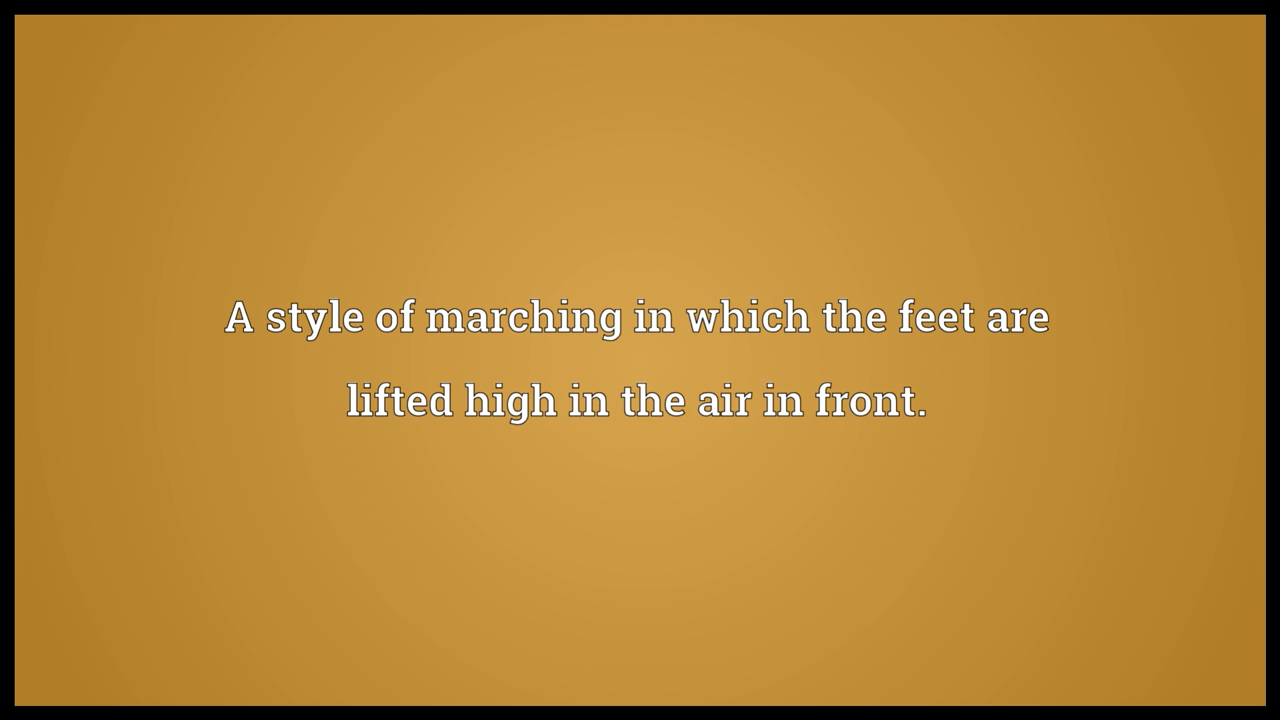 A style of marching in which the feet are
lifted high in the air in front.